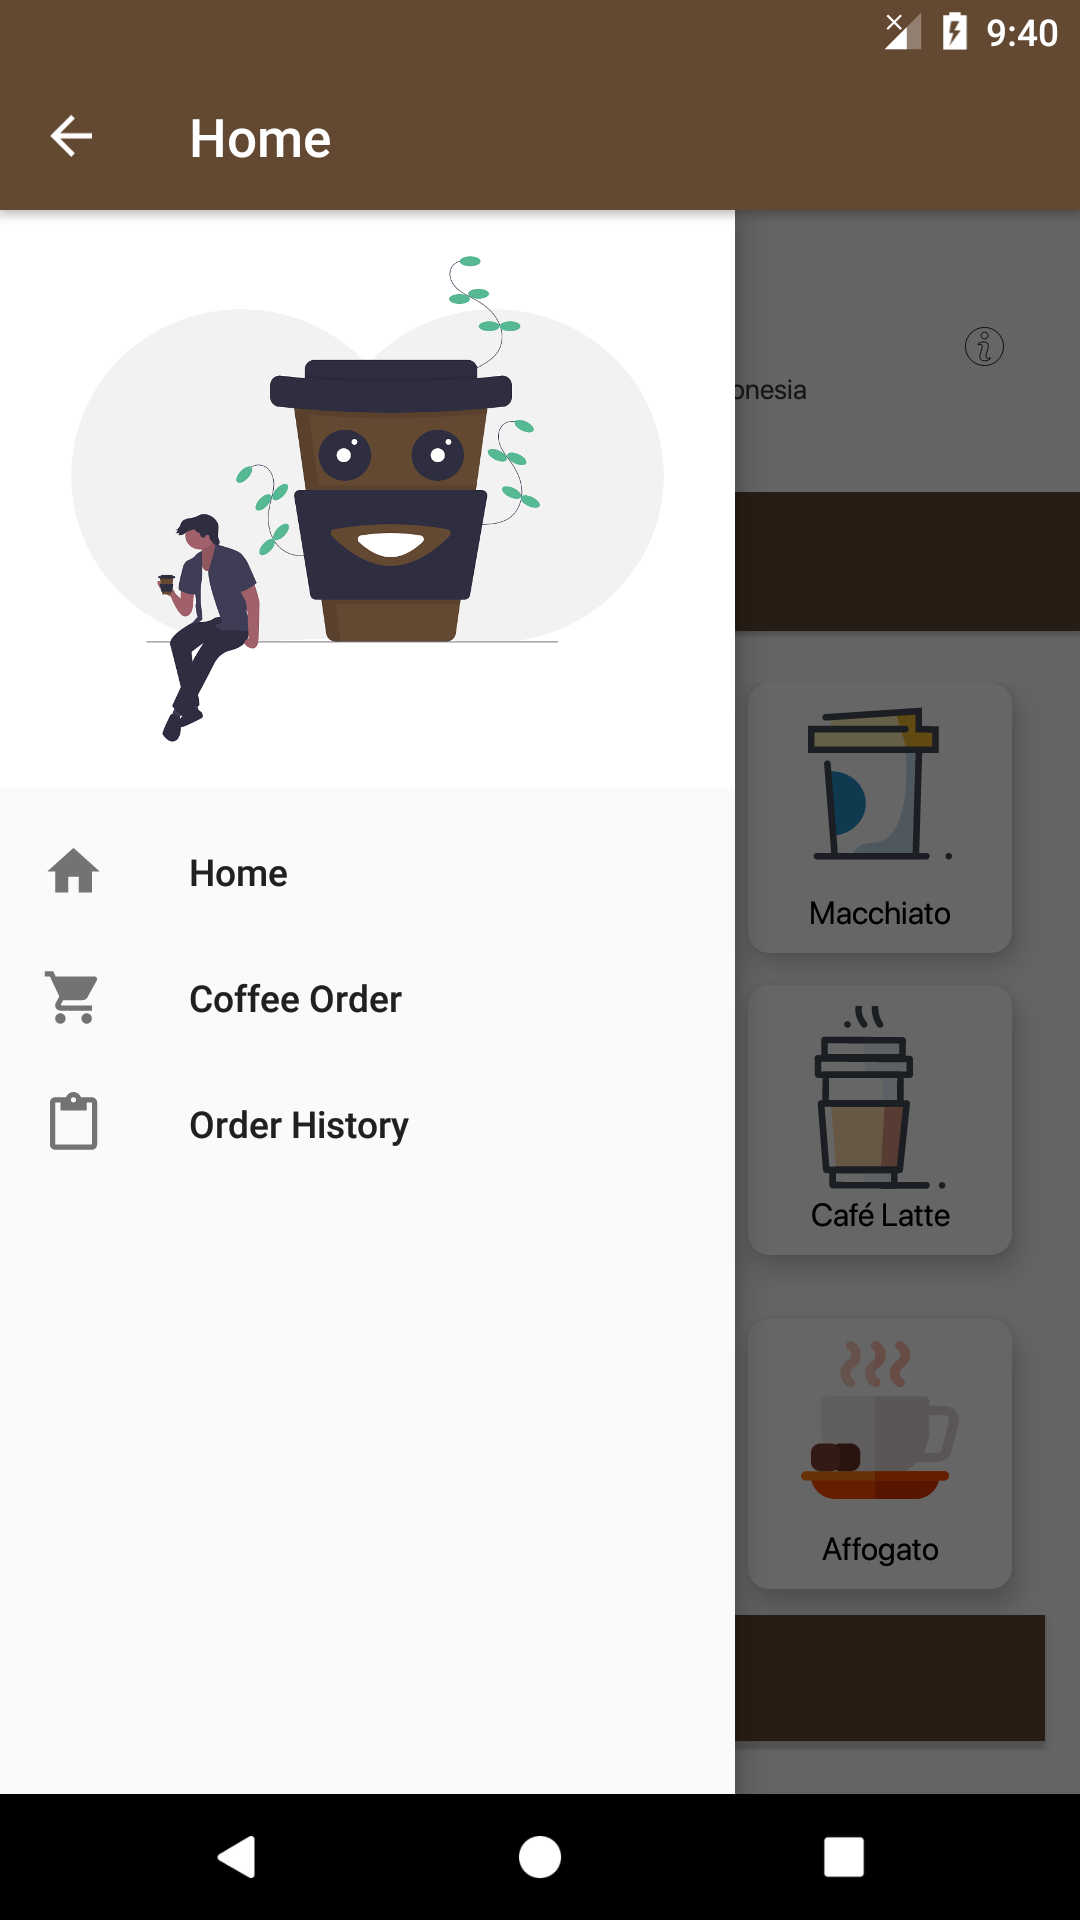 9:40
Home
onesia
Home
Coffee Order
Order History
Macchiato
Café Latte
Affogato